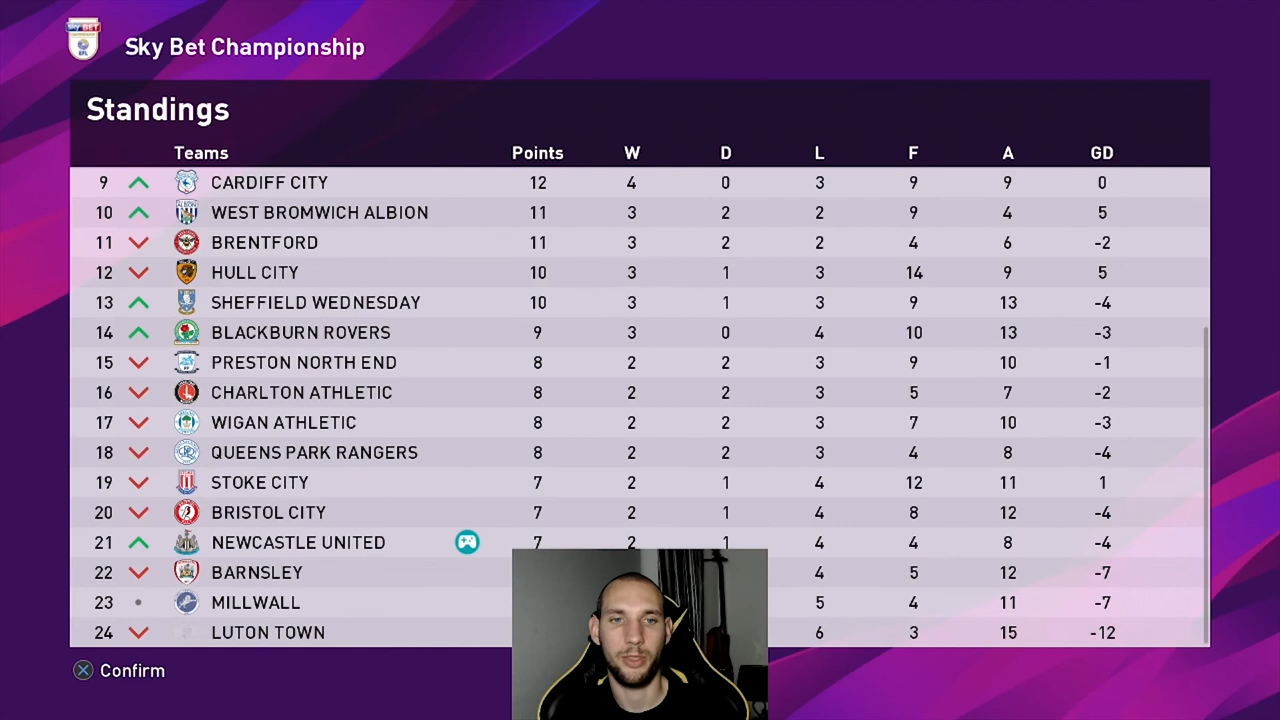 Sky Bet Championship
Standings
Teams Points W D L F A GD
9 CARDIFF CITY 12 4 0 3 9 9 0
10 WEST BROMWICH ALBION 11 3 2 2 9 4 5
11 BRENTFORD 11 3 2 2 4 6 -2
12 HULL CITY 10 3 1 3 14 9 5
13 SHEFFIELD WEDNESDAY 10 3 1 3 9 13 -4
14 BLACKBURN ROVERS 9 3 0 4 10 13 -3
15 PRESTON NORTH END 8 2 2 3 9 10 -1
16 CHARLTON ATHLETIC 8 2 2 3 5 7 -2
17 WIGAN ATHLETIC 8 2 2 3 7 10 -3
18 QUEENS PARK RANGERS 8 2 2 3 4 8 -4
19 STOKE CITY 7 2 1 4 12 11 1
20 BRISTOL CITY 7 2 1 4 8 12 -4
21 NEWCASTLE UNITED 7 2 1 4 4 8 -4
22 BARNSLEY 4 5 12 -7
23 MILLWALL 5 4 11 -7
24 LUTON TOWN 6 3 15 -12
Confirm